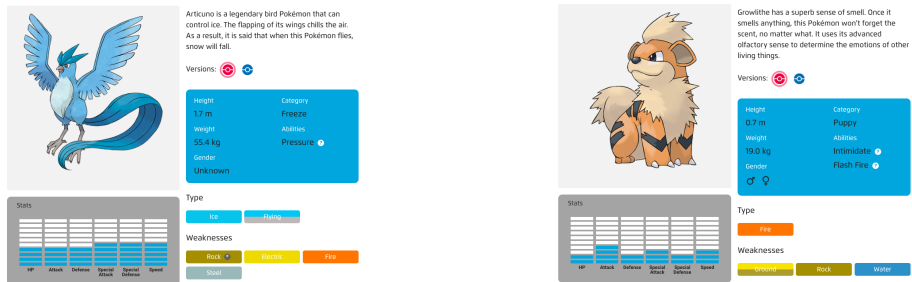 Articuno is a legendary bird Pokémon that can
control ice. The flapping of its wings chills the air.
As a result, it is said that when this Pokémon flies,
snow will fall.
Versions:
Height
Category
1.7 m
Freeze
Weight
Abilities
55.4 kg
Pressure
Gender
Unknown
Stats
HP
Attack
Defense
Special
Attack
Special
Defense
Speed
Type
Ice
Flying
Weaknesses
Rock
Electric
Fire
Steel
Growlithe has a superb sense of smell. Once it
smells anything, this Pokémon won't forget the
scent, no matter what. It uses its advanced
olfactory sense to determine the emotions of other
living things.
Versions:
Height
Category
0.7 m
Puppy
Weight
Abilities
19.0 kg
Intimidate
Gender
Flash Fire
Stats
HP
Attack
Defense
Special
Attack
Special
Defense
Speed
Type
Fire
Weaknesses
Ground
Rock
Water